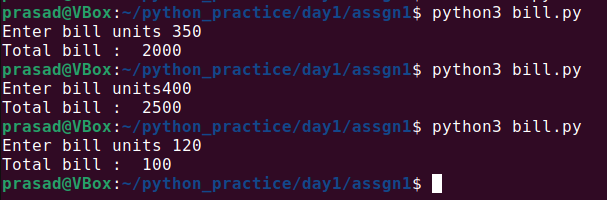 prasad@VBox:~/python_practice/day1/assgn1$ python3 bill.py
Enter bill units 350
Total bill :  2000
prasad@VBox:~/python_practice/day1/assgn1$ python3 bill.py
Enter bill units400
Total bill :  2500
prasad@VBox:~/python_practice/day1/assgn1$ python3 bill.py
Enter bill units 120
Total bill :  100
prasad@VBox:~/python_practice/day1/assgn1$